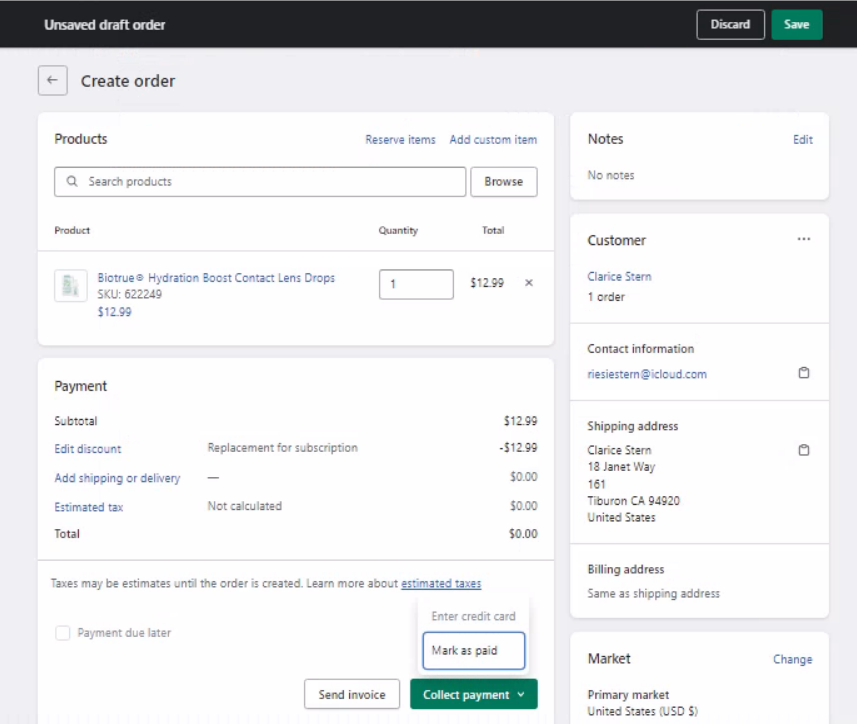 Unsaved draft order
Discard
Save
Create order
Products
Reserve items
Add custom item
Search products
Browse
Product
Quantity
Total
Biotrue® Hydration Boost Contact Lens Drops
SKU: 622249
$12.99
1
$12.99
Payment
Subtotal
$12.99
Edit discount
Replacement for subscription
-$12.99
Add shipping or delivery
—
$0.00
Estimated tax
Not calculated
$0.00
Total
$0.00
Taxes may be estimates until the order is created. Learn more about estimated taxes
Payment due later
Enter credit card
Mark as paid
Send invoice
Collect payment
Notes
Edit
No notes
Customer
Clarice Stern
1 order
Contact information
riesiestern@icloud.com
Shipping address
Clarice Stern
18 Janet Way
161
Tiburon CA 94920
United States
Billing address
Same as shipping address
Market
Change
Primary market
United States (USD $)